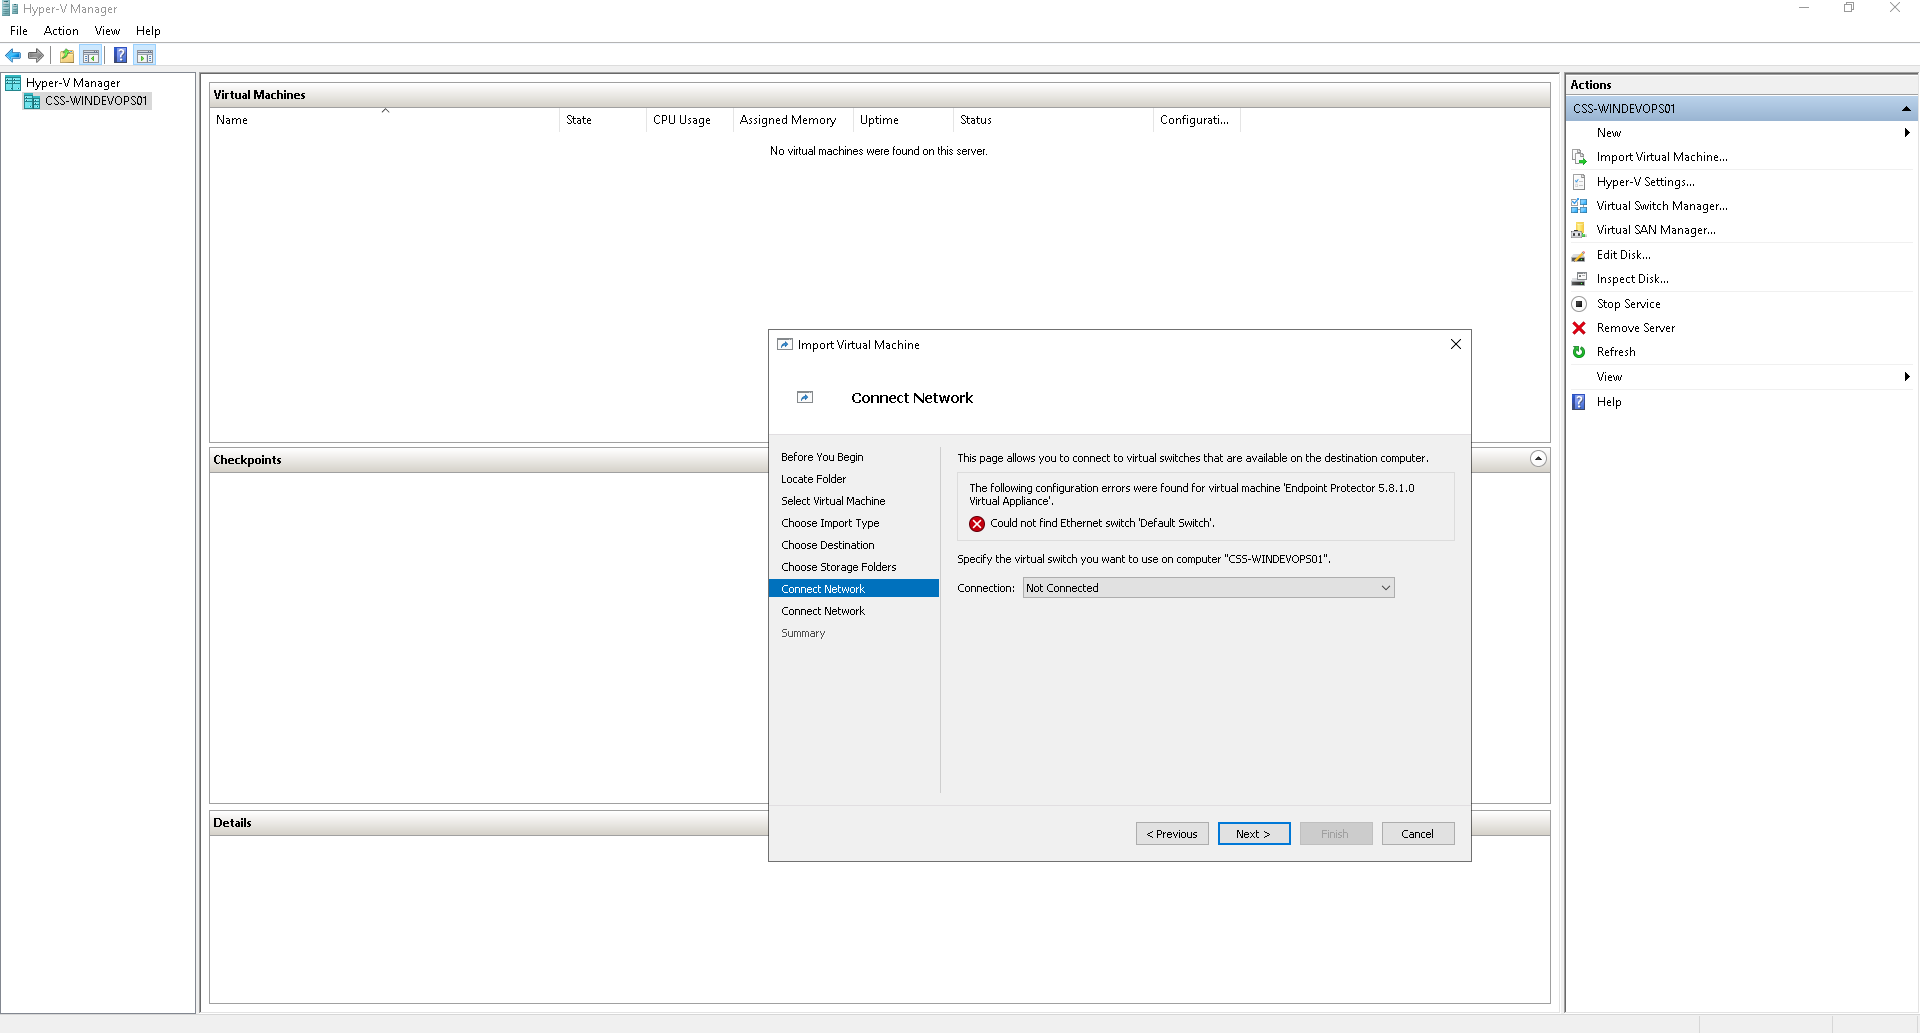 Hyper-V Manager
File Action View Help
Hyper-V Manager
CSS-WINDEVOPS01
Virtual Machines
Name State CPU Usage Assigned Memory Uptime Status Configurati...
No virtual machines were found on this server.
Checkpoints
Details
Import Virtual Machine
Connect Network
Before You Begin
Locate Folder
Select Virtual Machine
Choose Import Type
Choose Destination
Choose Storage Folders
Connect Network
Connect Network
Summary
This page allows you to connect to virtual switches that are available on the destination computer.
The following configuration errors were found for virtual machine 'Endpoint Protector 5.8.1.0
Virtual Appliance'.
Could not find Ethernet switch 'Default Switch'.
Specify the virtual switch you want to use on computer "CSS-WINDEVOPS01".
Connection: Not Connected
< Previous Next > Finish Cancel
Actions
CSS-WINDEVOPS01
New
Import Virtual Machine...
Hyper-V Settings...
Virtual Switch Manager...
Virtual SAN Manager...
Edit Disk...
Inspect Disk...
Stop Service
Remove Server
Refresh
View
Help